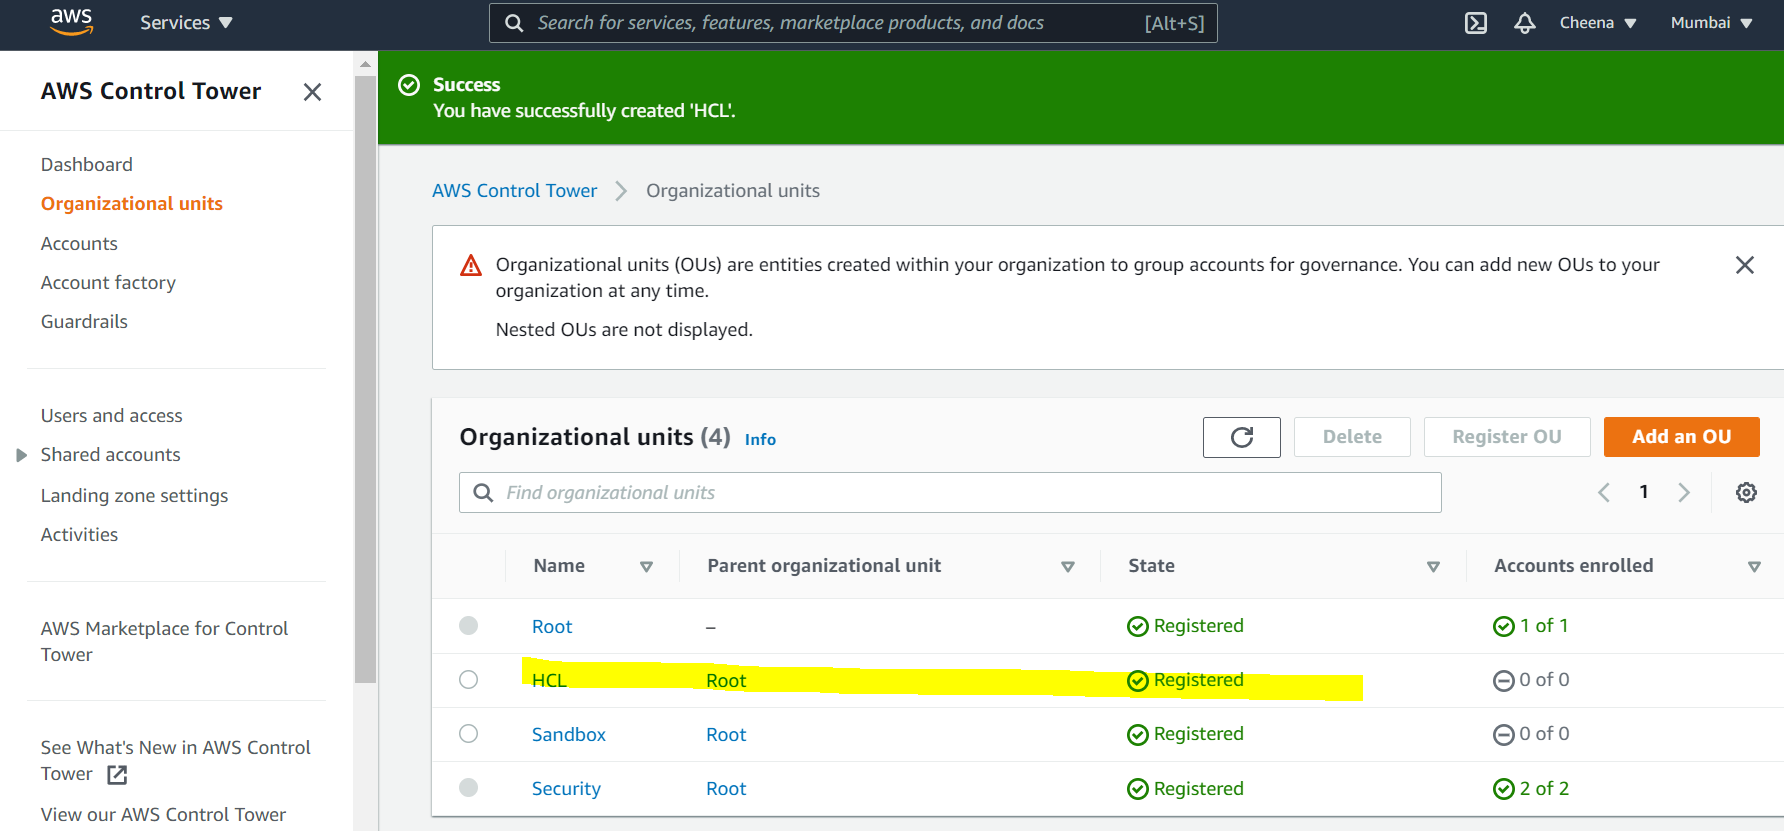 aws
Services
Search for services, features, marketplace products, and docs
[Alt+S]
Cheena
Mumbai
AWS Control Tower
Dashboard
Organizational units
Accounts
Account factory
Guardrails
Users and access
Shared accounts
Landing zone settings
Activities
AWS Marketplace for Control
Tower
See What's New in AWS Control
Tower
View our AWS Control Tower
Success
You have successfully created 'HCL'.
AWS Control Tower
Organizational units
Organizational units (OUs) are entities created within your organization to group accounts for governance. You can add new OUs to your
organization at any time.
Nested OUs are not displayed.
Organizational units (4) Info
Delete
Register OU
Add an OU
Find organizational units
1
Name Parent organizational unit State Accounts enrolled
Root – Registered 1 of 1
HCL Root Registered 0 of 0
Sandbox Root Registered 0 of 0
Security Root Registered 2 of 2